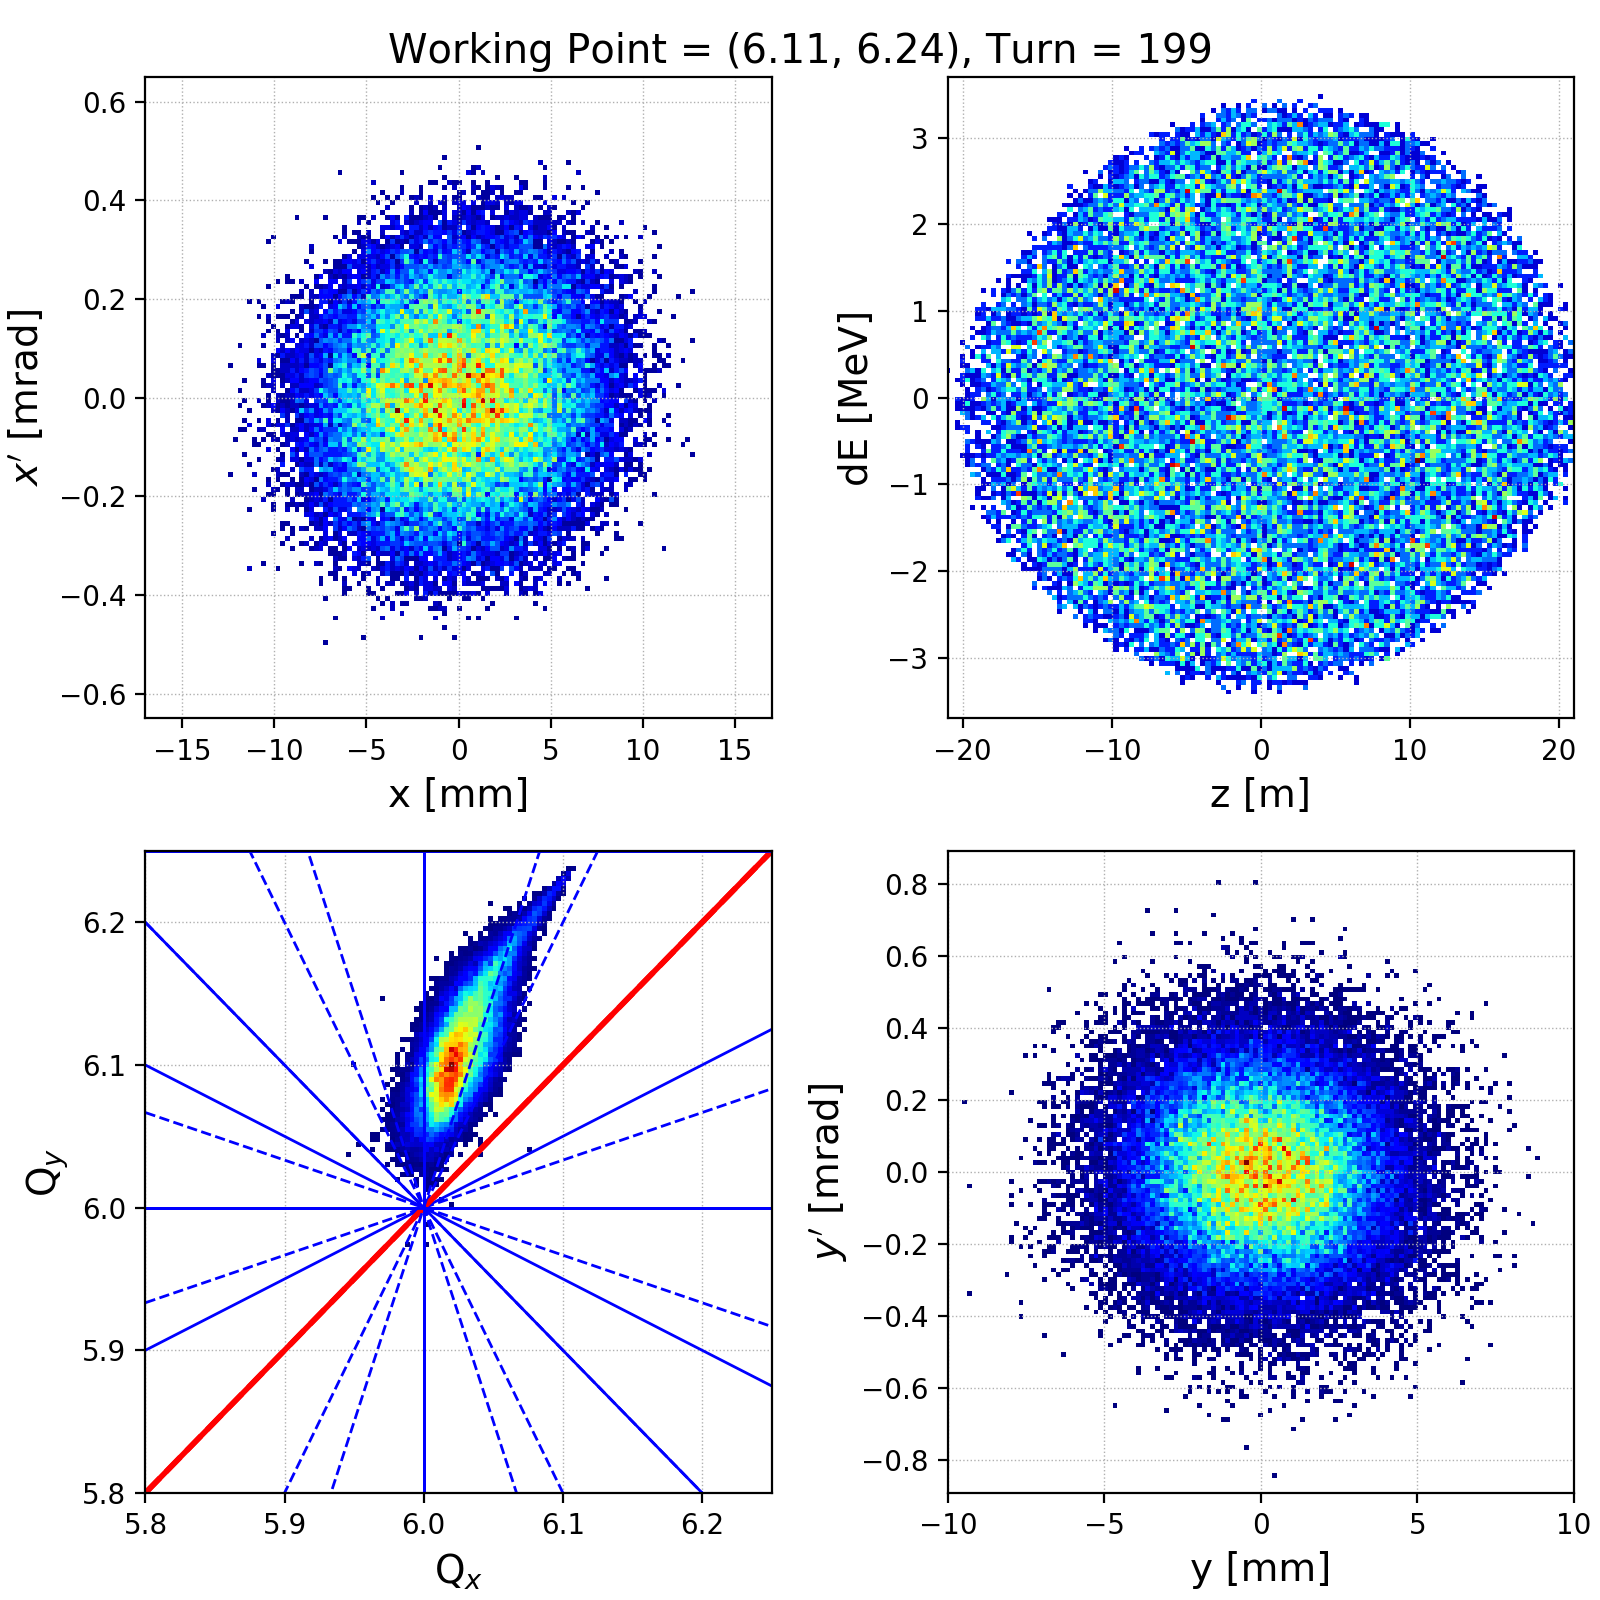 Working Point = (6.11, 6.24), Turn = 199
0.6
0.4
0.2
0.0
−0.2
−0.4
−0.6
x′ [mrad]
−15 −10 −5 0 5 10 15
x [mm]
3
2
1
0
−1
−2
−3
dE [MeV]
−20 −10 0 10 20
z [m]
6.2
6.1
6.0
5.9
5.8
Qy
5.8 5.9 6.0 6.1 6.2
Qx
0.8
0.6
0.4
0.2
0.0
−0.2
−0.4
−0.6
−0.8
y′ [mrad]
−10 −5 0 5 10
y [mm]